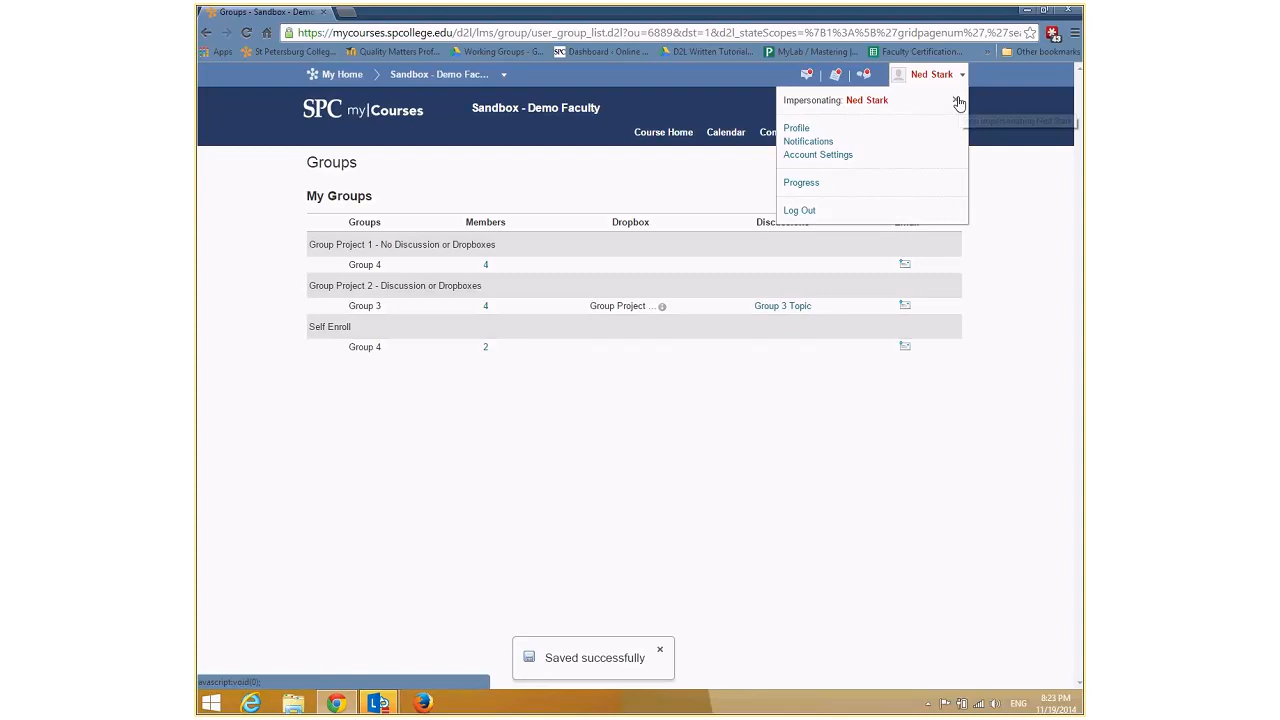 Groups - Sandbox - Demo
https://mycourses.spcollege.edu/d2l/lms/group/user_group_list.d2l?ou=6889&dst=1&d2l_stateScopes=%7B1%3A%5B%27gridpagenum%27,%27se
Apps St Petersburg Colleg... Quality Matters Prof... Working Groups - G... Dashboard : Online ... D2L Written Tutorial... MyLab / Mastering | ... Faculty Certification... » Other bookmarks
My Home Sandbox - Demo Fac... Ned Stark
SPC my|Courses Sandbox - Demo Faculty
Impersonating: Ned Stark
Course Home Calendar
Profile
Notifications
Account Settings
Progress
Log Out
Groups
My Groups
Groups Members Dropbox
Group Project 1 - No Discussion or Dropboxes
Group 4 4
Group Project 2 - Discussion or Dropboxes
Group 3 4 Group Project ... Group 3 Topic
Self Enroll
Group 4 2
Saved successfully
avascript:void(0);
ENG
8:23 PM
11/19/2014